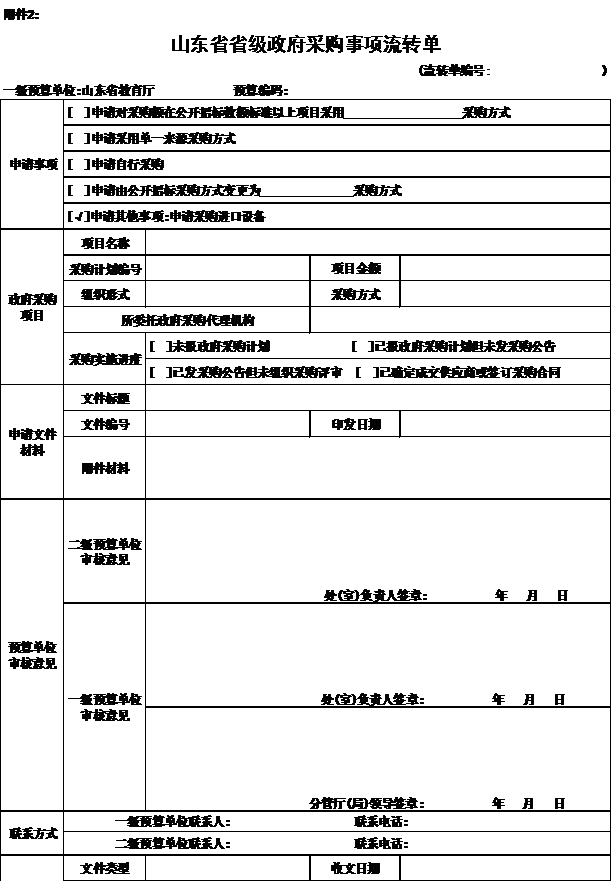 附件2：
山东省省级政府采购事项流转单
（查转单编号：　　　　　）
一级预算单位:山东省教育厅　　　　预算编码：
申请事项
[　]申请对采购额在公开招标数额标准以上项目采用__________采购方式
[　]申请采用单一来源采购方式
[　]申请自行采购
[　]申请由公开招标采购方式变更为__________采购方式
[√]申请其他事项:申请采购进口设备
政府采购
项目
项目名称
采购计划编号　　项目金额
组织形式　　采购方式
所委托政府采购代理机构
采购实施进度
[　]未报政府采购计划　　　　[　]已报政府采购计划但未发采购公告
[　]已发采购公告但未组织采购评审　[　]已确定成交供应商或签订采购合同
申请文件
材料
文件标题
文件编号　　印发日期
附件材料
预算单位
审核意见
二级预算单位
审核意见
处(室)负责人签章：　　　　年　月　日
一级预算单位
审核意见
处(室)负责人签章：　　　　年　月　日
分管厅(局)领导签章：　　　　年　月　日
联系方式
一级预算单位联系人：　　　　联系电话：
二级预算单位联系人：　　　　联系电话：
文件类型　　收文日期